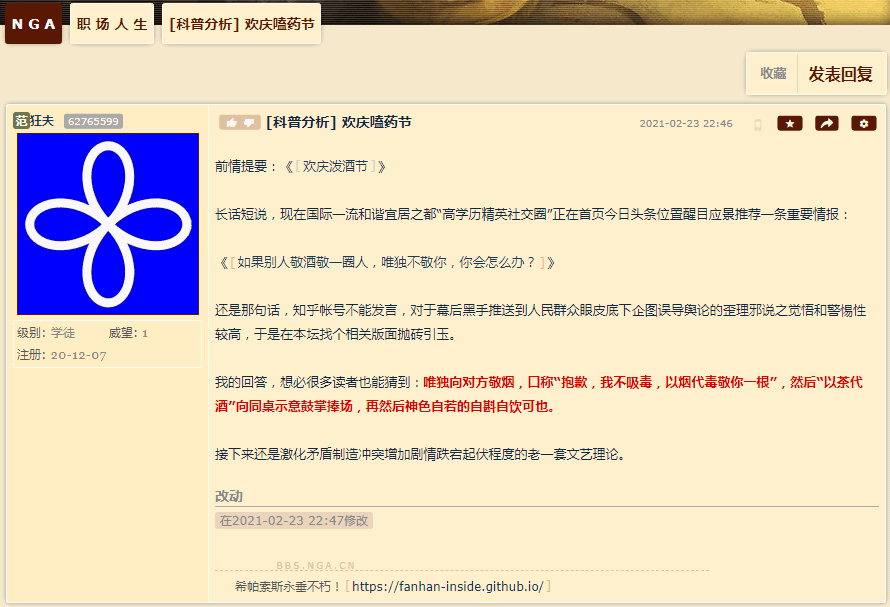 NGA 职场人生 [科普分析] 欢庆嗑药节
收藏 发表回复
范狂夫 62765599
[科普分析] 欢庆嗑药节 2021-02-23 22:46
前情提要：《[欢庆泼酒节]》
长话短说，现在国际一流和谐宜居之都“高学历精英社交圈”正在首页今日头条位置醒目应景推荐一条重要情报：
《[如果别人敬酒敬一圈人，唯独不敬你，你会怎么办？]》
还是那句话，知乎帐号不能发言，对于幕后黑手推送到人民群众眼皮底下企图误导舆论的歪理邪说之觉悟和警惕性
较高，于是在本坛找个相关版面抛砖引玉。
我的回答，想必很多读者也能猜到：唯独向对方敬烟，口称“抱歉，我不吸毒，以烟代毒敬你一根”，然后“以茶代
酒”向同桌示意鼓掌捧场，再然后神色自若的自斟自饮可也。
接下来还是激化矛盾制造冲突增加剧情跌宕起伏程度的老一套文艺理论。
级别: 学徒 威望: 1
注册: 20-12-07
改动
在2021-02-23 22:47修改
BBS.NGA.CN
希帕索斯永垂不朽！[https://fanhan-inside.github.io/]